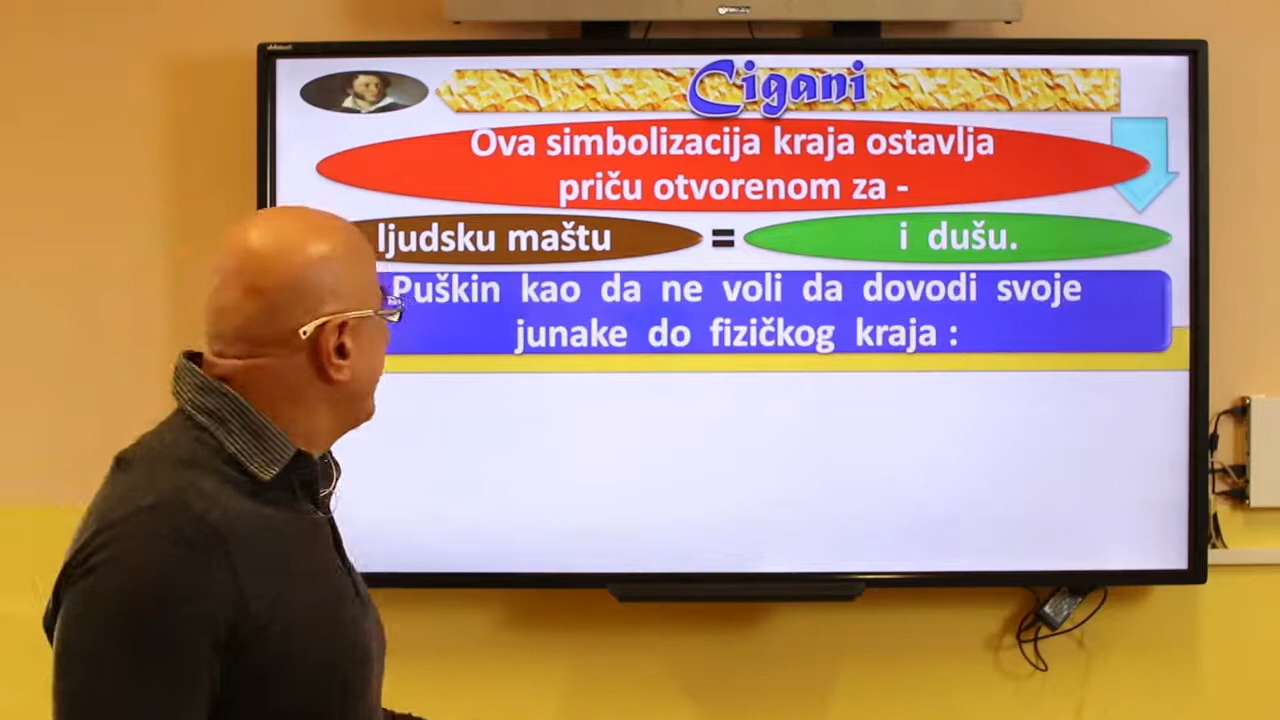 Cigani
Ova simbolizacija kraja ostavlja
priču otvorenom za -
ljudsku maštu = i dušu.
Puškin kao da ne voli da dovodi svoje
junake do fizičkog kraja :